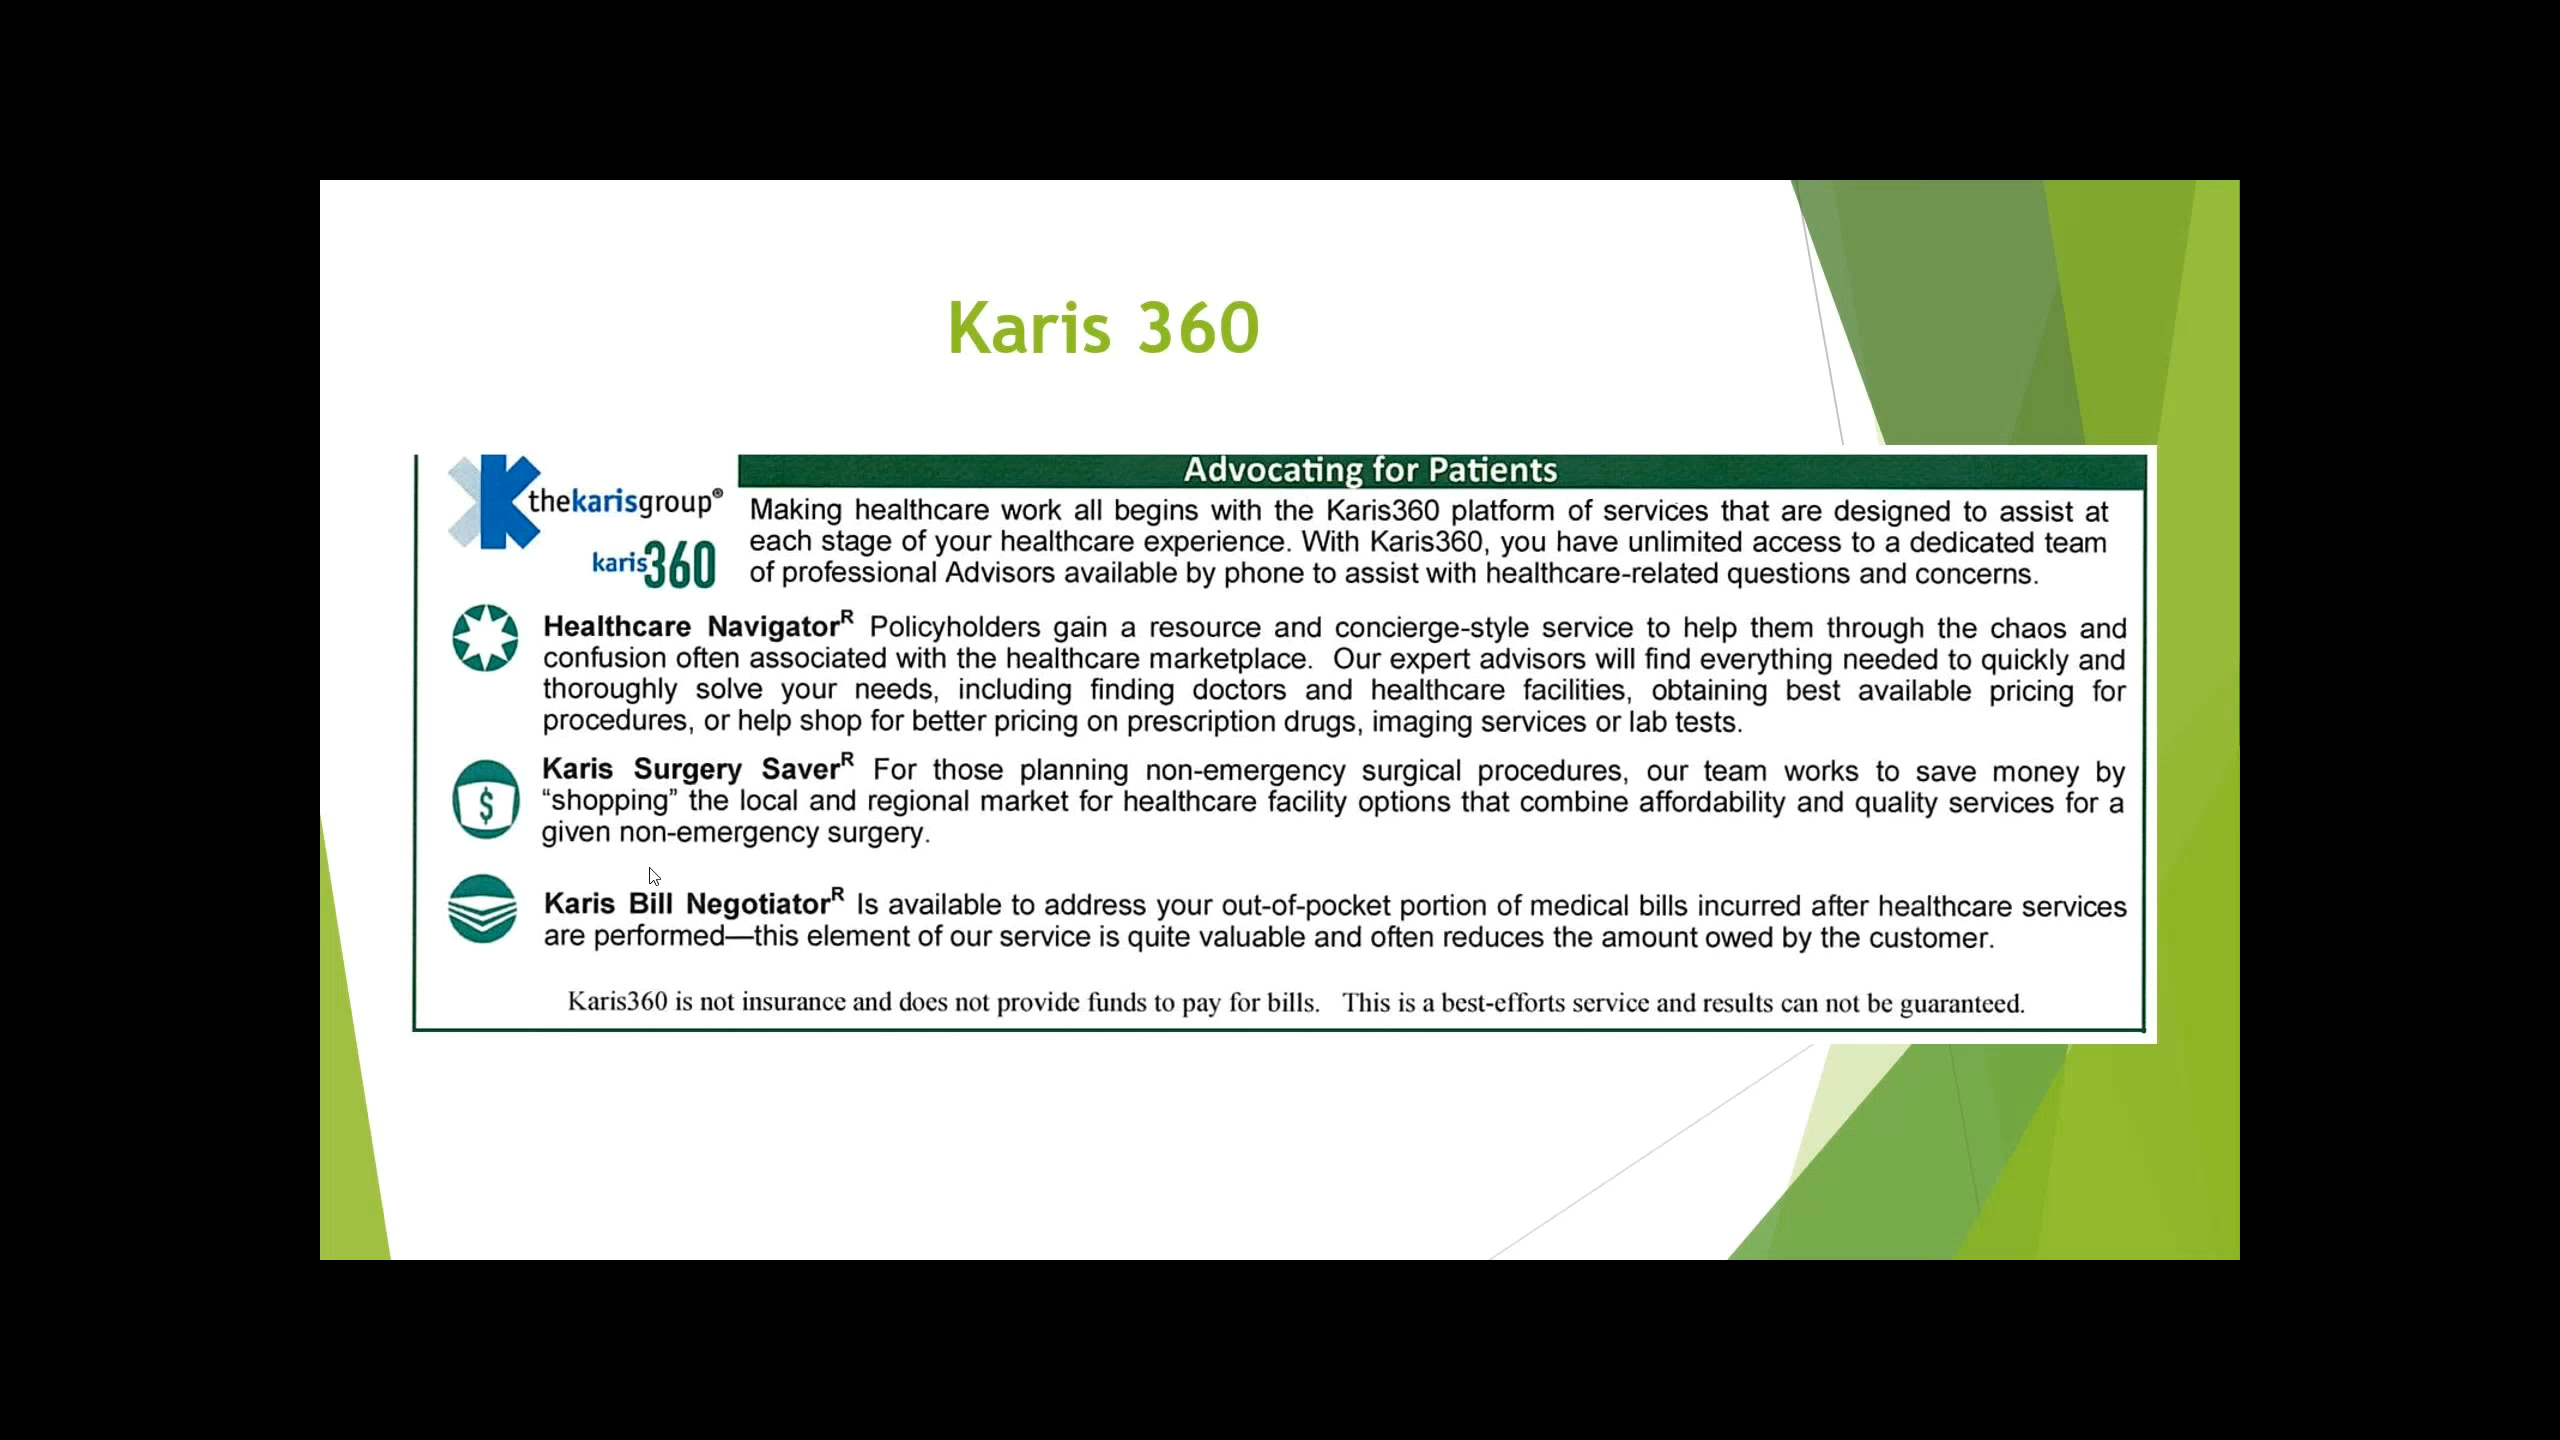 Karis 360
Advocating for Patients
thekarisgroup®
karis360
Making healthcare work all begins with the Karis360 platform of services that are designed to assist at
each stage of your healthcare experience. With Karis360, you have unlimited access to a dedicated team
of professional Advisors available by phone to assist with healthcare-related questions and concerns.
Healthcare Navigator^R Policyholders gain a resource and concierge-style service to help them through the chaos and
confusion often associated with the healthcare marketplace. Our expert advisors will find everything needed to quickly and
thoroughly solve your needs, including finding doctors and healthcare facilities, obtaining best available pricing for
procedures, or help shop for better pricing on prescription drugs, imaging services or lab tests.
Karis Surgery Saver^R For those planning non-emergency surgical procedures, our team works to save money by
“shopping” the local and regional market for healthcare facility options that combine affordability and quality services for a
given non-emergency surgery.
$
Karis Bill Negotiator^R Is available to address your out-of-pocket portion of medical bills incurred after healthcare services
are performed—this element of our service is quite valuable and often reduces the amount owed by the customer.
Karis360 is not insurance and does not provide funds to pay for bills. This is a best-efforts service and results can not be guaranteed.